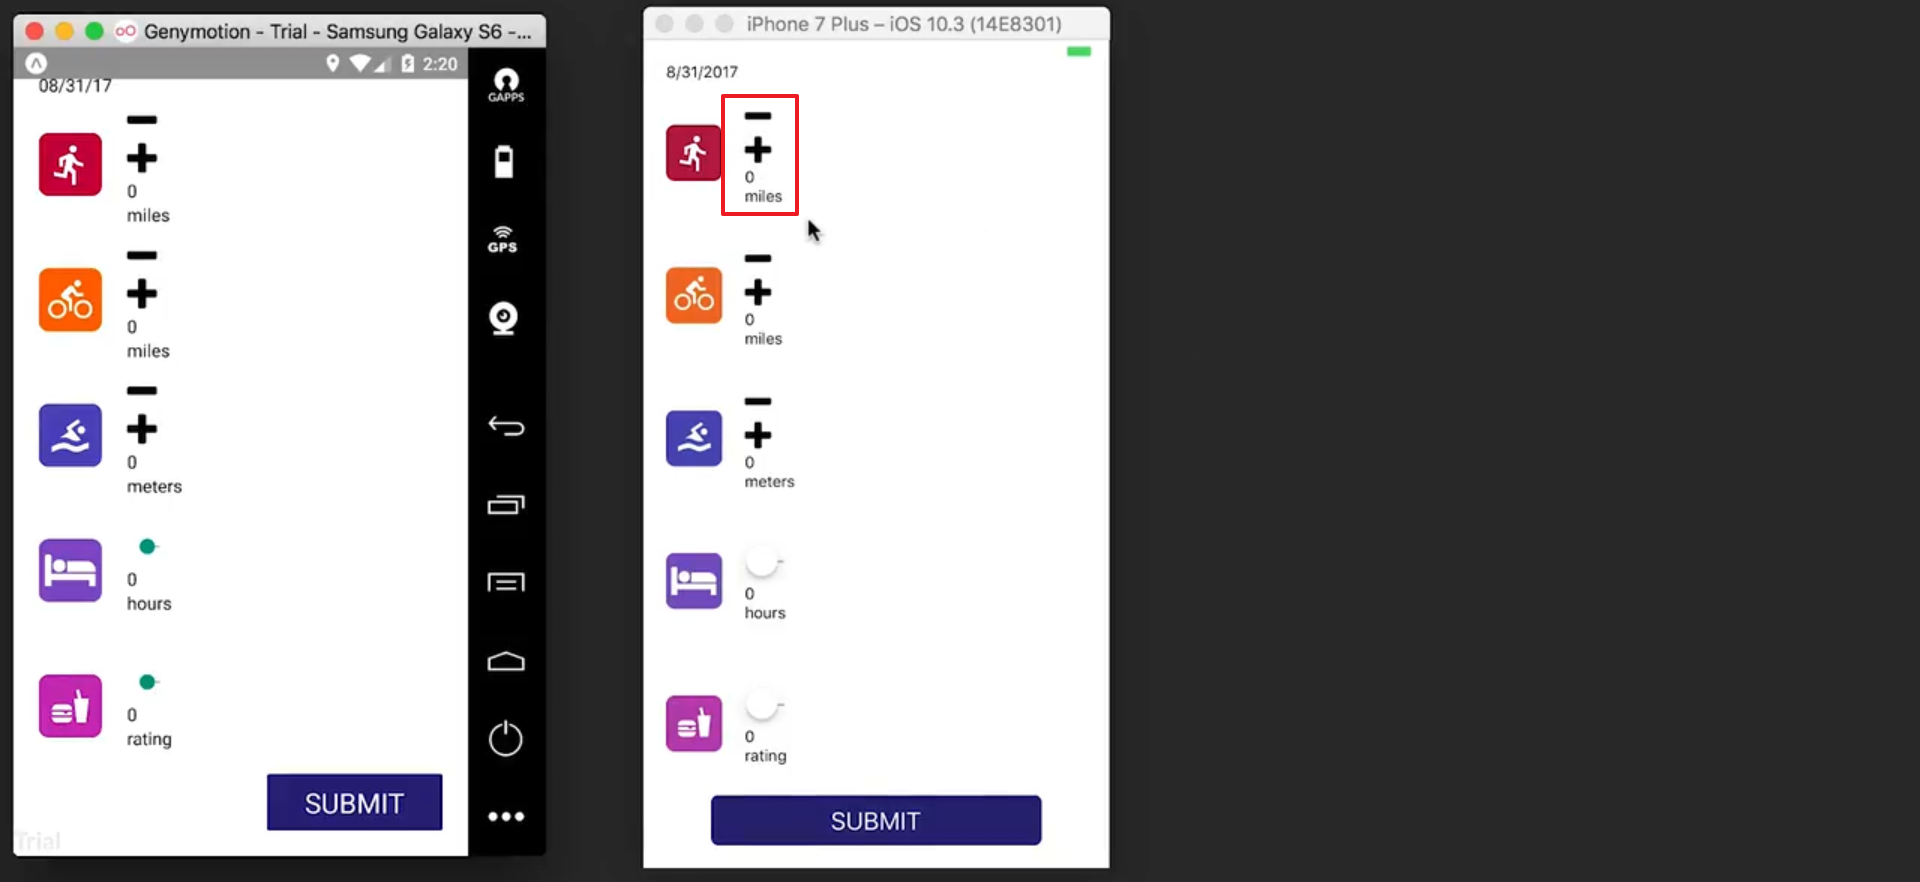 Genymotion - Trial - Samsung Galaxy S6 -...
2:20
08/31/17
0
miles
0
miles
0
meters
0
hours
0
rating
SUBMIT
Trial
GAPPS
GPS
iPhone 7 Plus – iOS 10.3 (14E8301)
8/31/2017
0
miles
0
miles
0
meters
0
hours
0
rating
SUBMIT